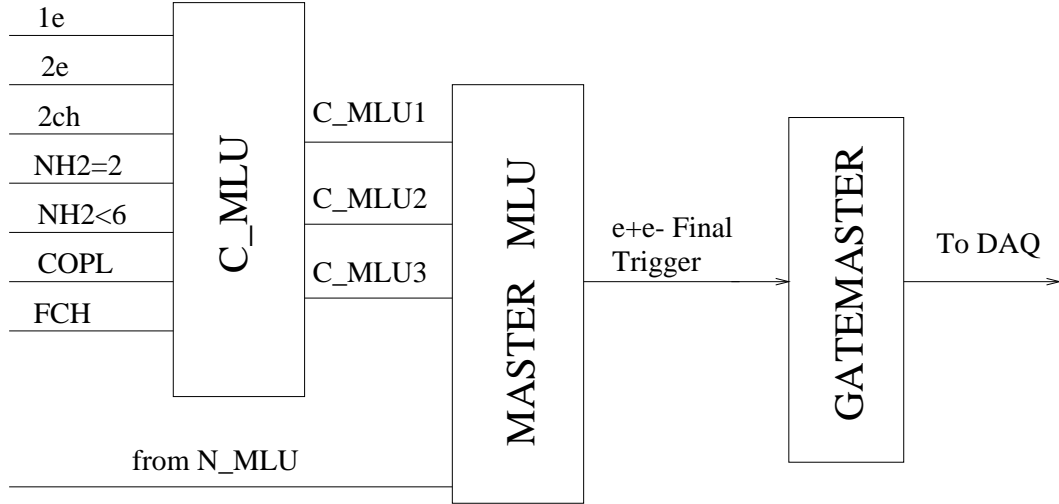 1e
2e
2ch
NH2=2
NH2<6
COPL
FCH
C_MLU
C_MLU1
C_MLU2
C_MLU3
from N_MLU
MASTER MLU
e+e- Final
Trigger
GATEMASTER
To DAQ